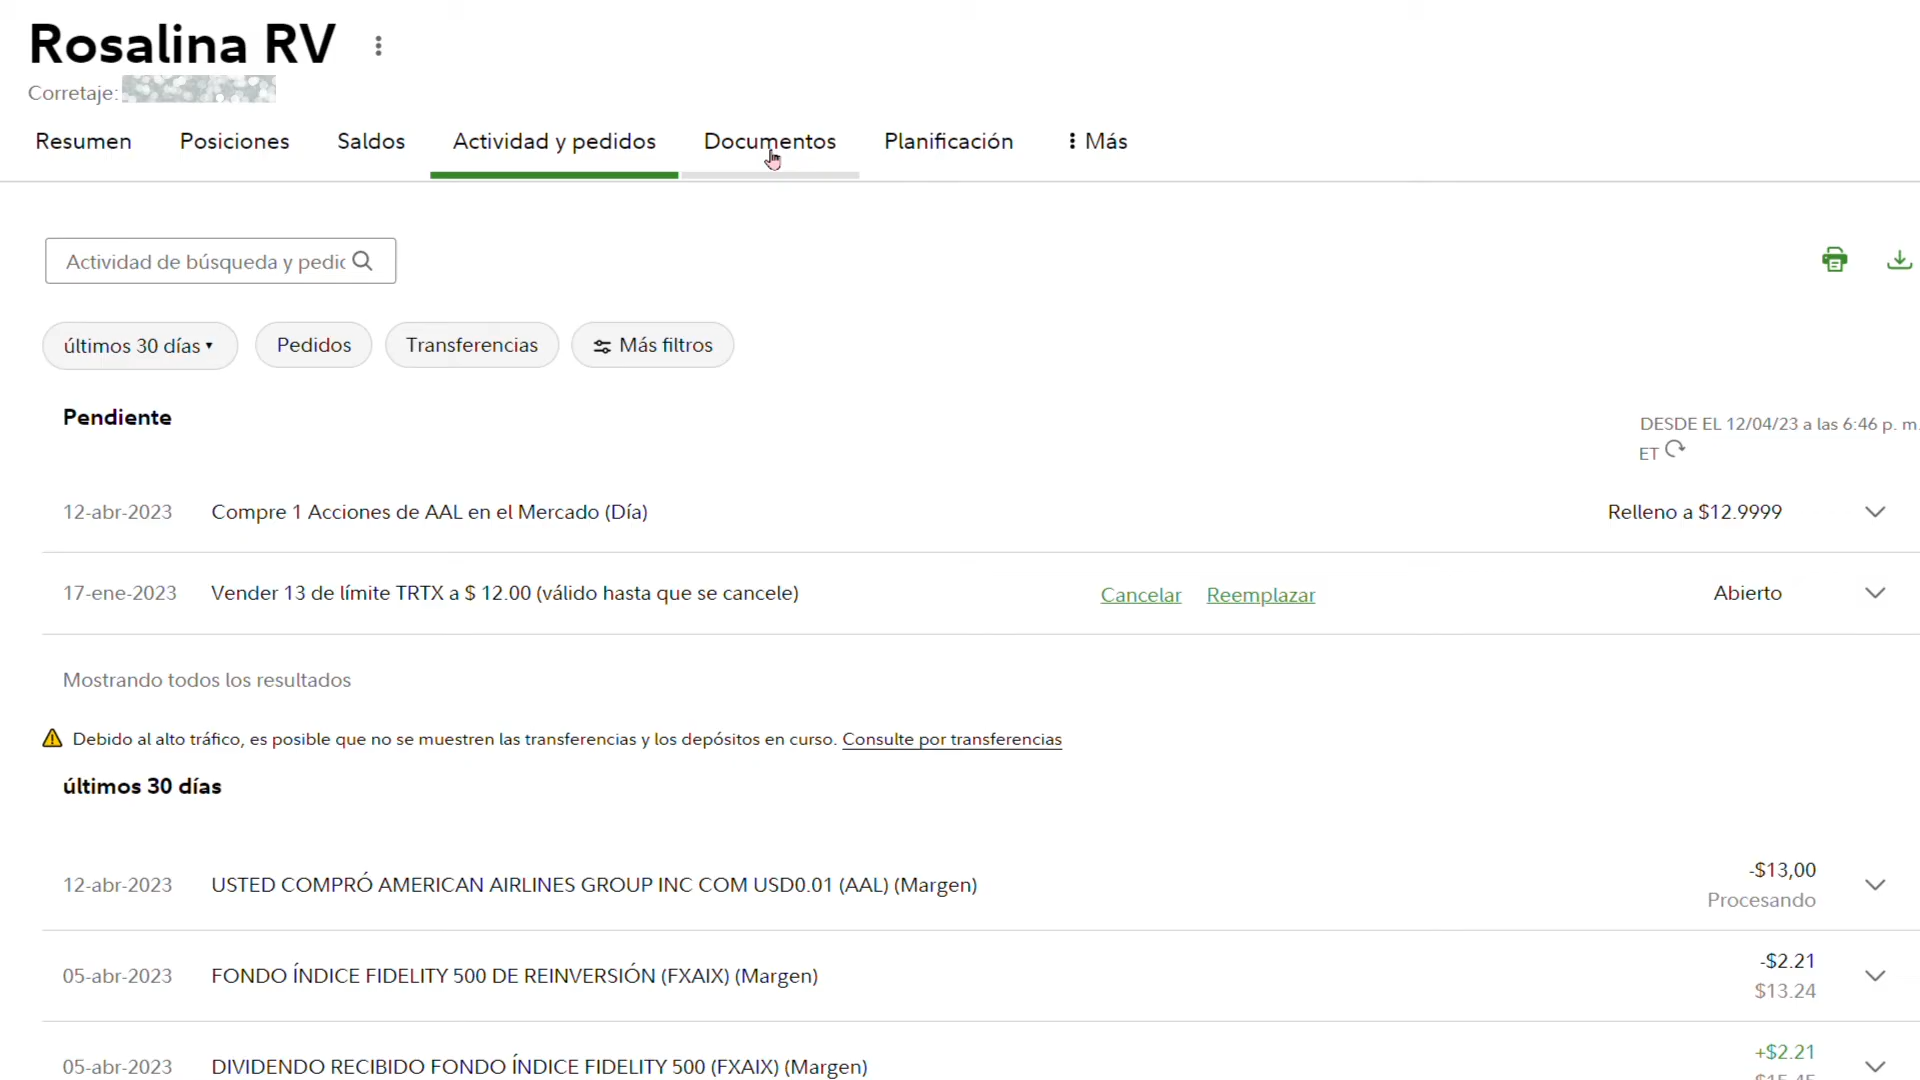 Rosalina RV
Corretaje:
Resumen Posiciones Saldos Actividad y pedidos Documentos Planificación Más
Actividad de búsqueda y pedic
últimos 30 días Pedidos Transferencias Más filtros
Pendiente
DESDE EL 12/04/23 a las 6:46 p. m.
ET
12-abr-2023 Compre 1 Acciones de AAL en el Mercado (Día) Relleno a $12.9999
17-ene-2023 Vender 13 de límite TRTX a $ 12.00 (válido hasta que se cancele) Cancelar Reemplazar Abierto
Mostrando todos los resultados
Debido al alto tráfico, es posible que no se muestren las transferencias y los depósitos en curso. Consulte por transferencias
últimos 30 días
12-abr-2023 USTED COMPRÓ AMERICAN AIRLINES GROUP INC COM USD0.01 (AAL) (Margen) -$13,00
Procesando
05-abr-2023 FONDO ÍNDICE FIDELITY 500 DE REINVERSIÓN (FXAIX) (Margen) -$2.21
$13.24
05-abr-2023 DIVIDENDO RECIBIDO FONDO ÍNDICE FIDELITY 500 (FXAIX) (Margen) +$2.21